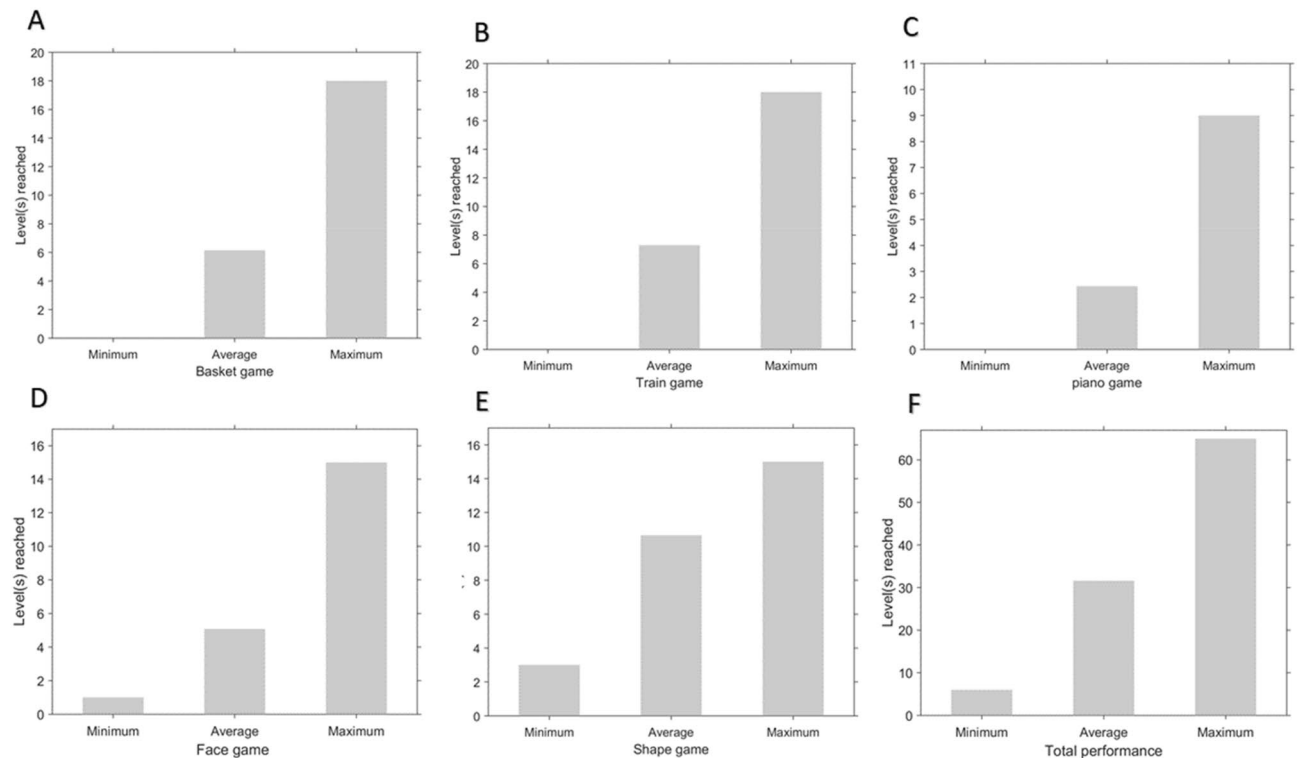 A
20
18
16
14
12
10
8
6
4
2
0
Level(s) reached
Minimum Average Maximum
Basket game
B
20
18
16
14
12
10
8
6
4
2
0
Level(s) reached
Minimum Average Maximum
Train game
C
11
10
9
8
7
6
5
4
3
2
1
0
Level(s) reached
Minimum Average Maximum
piano game
D
16
14
12
10
8
6
4
2
0
Level(s) reached
Minimum Average Maximum
Face game
E
16
14
12
10
8
6
4
2
0
Minimum Average Maximum
Shape game
F
60
50
40
30
20
10
0
Level(s) reached
Minimum Average Maximum
Total performance